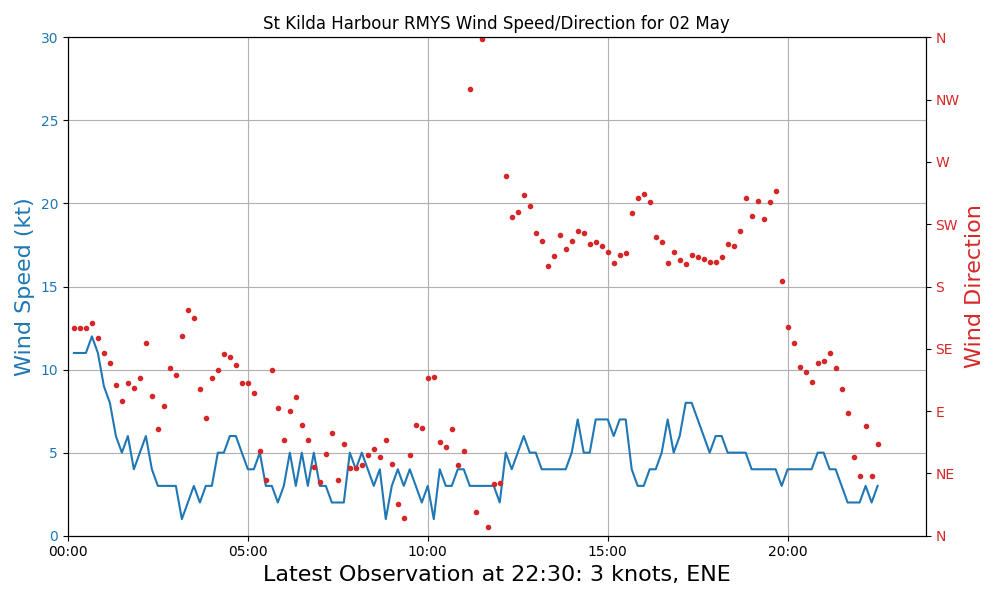 St Kilda Harbour RMYS Wind Speed/Direction for 02 May
30
25
20
15
10
5
0
Wind Speed (kt)
N
NW
W
SW
S
SE
E
NE
N
Wind Direction
00:00 05:00 10:00 15:00 20:00
Latest Observation at 22:30: 3 knots, ENE